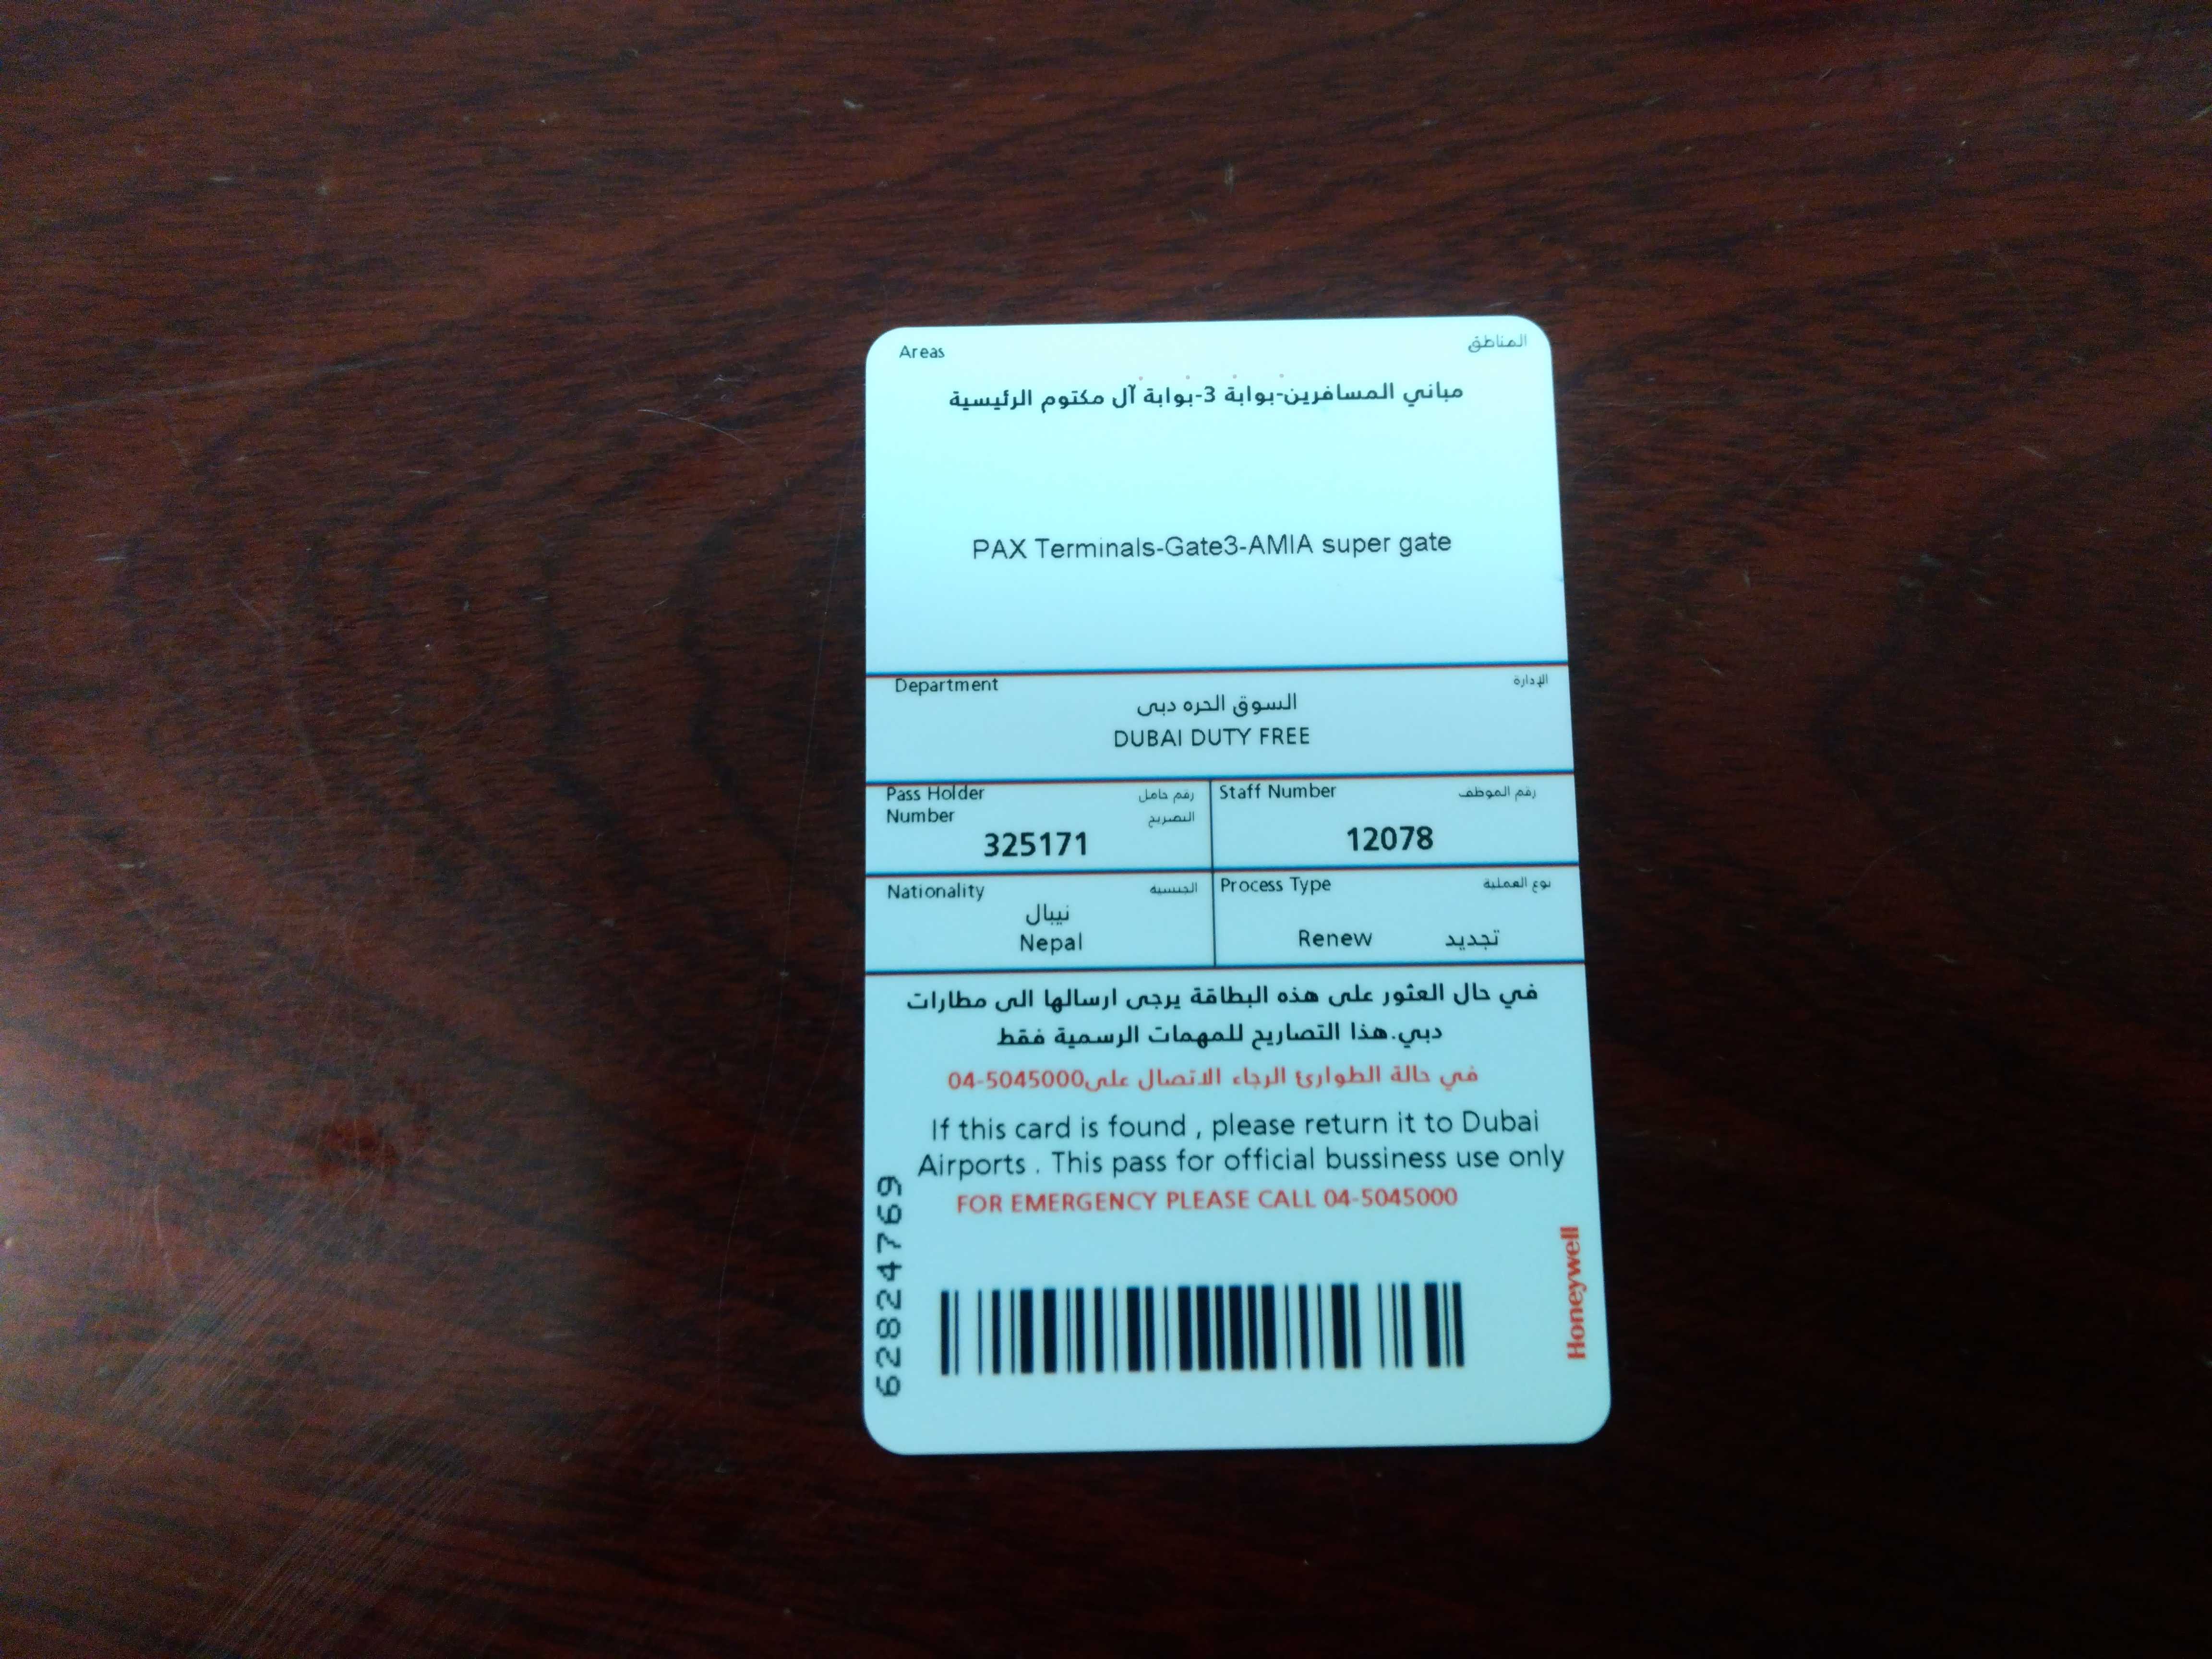 Areas المناطق
مباني المسافرين-بوابة 3-بوابة آل مكتوم الرئيسية
PAX Terminals-Gate3-AMIA super gate
Department الإدارة
السوق الحره دبى
DUBAI DUTY FREE
Pass Holder رقم حامل
Number التصريح
325171
Staff Number رقم الموظف
12078
Nationality الجنسية
نيبال
Nepal
Process Type نوع العملية
Renew تجديد
في حال العثور على هذه البطاقة يرجى ارسالها الى مطارات
دبي.هذا التصاريح للمهمات الرسمية فقط
في حالة الطوارئ الرجاء الاتصال على04-5045000
If this card is found , please return it to Dubai
Airports . This pass for official bussiness use only
FOR EMERGENCY PLEASE CALL 04-5045000
62824769
Honeywell